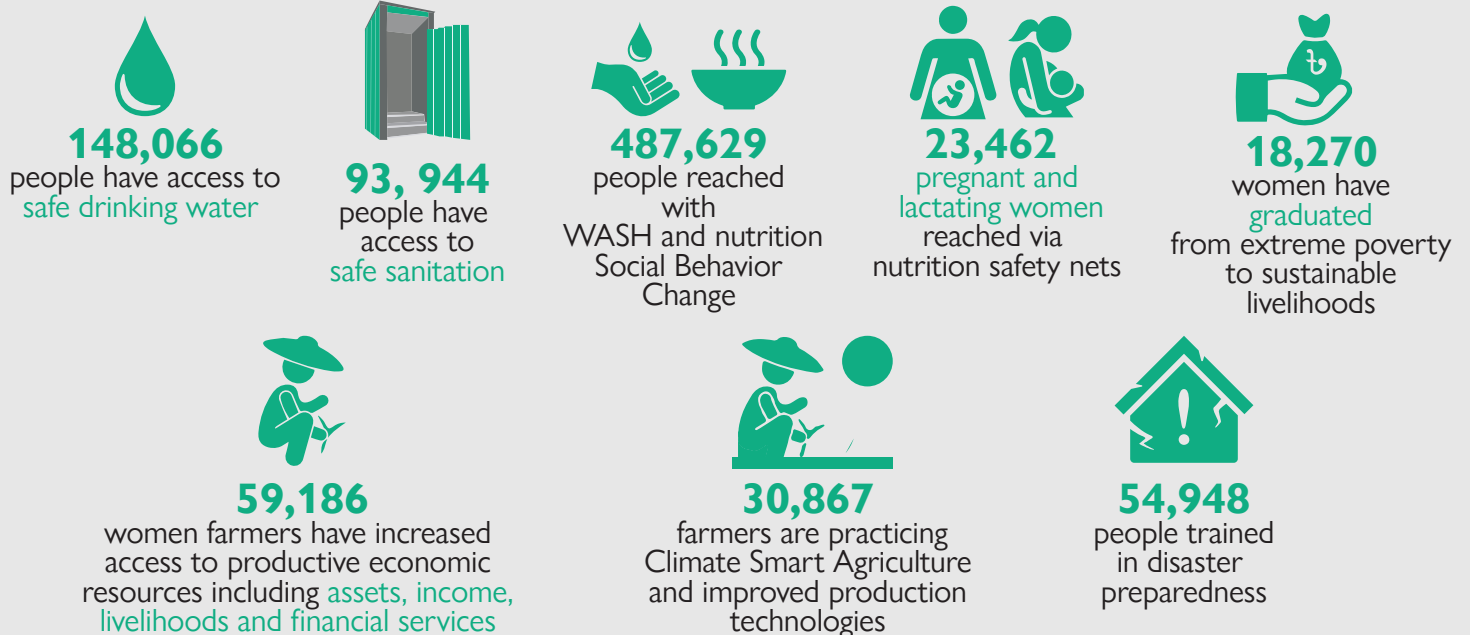 148,066
people have access to
safe drinking water
93, 944
people have
access to
safe sanitation
487,629
people reached
with
WASH and nutrition
Social Behavior
Change
23,462
pregnant and
lactating women
reached via
nutrition safety nets
৳
18,270
women have
graduated
from extreme poverty
to sustainable
livelihoods
59,186
women farmers have increased
access to productive economic
resources including assets, income,
livelihoods and financial services
30,867
farmers are practicing
Climate Smart Agriculture
and improved production
technologies
!
54,948
people trained
in disaster
preparedness